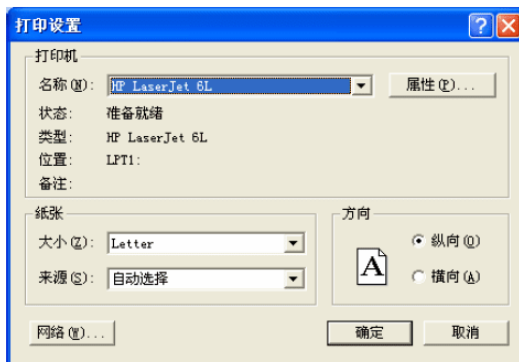 打印设置
打印机
名称(N): HP LaserJet 6L 属性(P)...
状态: 准备就绪
类型: HP LaserJet 6L
位置: LPT1:
备注:
纸张
大小(Z): Letter
来源(S): 自动选择
方向
A
纵向(O)
横向(A)
网络(W)... 确定 取消